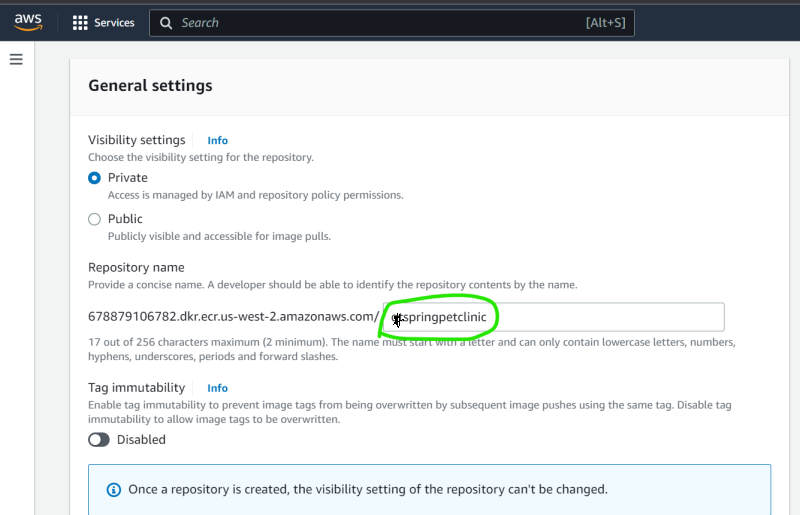 aws
Services
Search
[Alt+S]
General settings
Visibility settings
Info
Choose the visibility setting for the repository.
Private
Access is managed by IAM and repository policy permissions.
Public
Publicly visible and accessible for image pulls.
Repository name
Provide a concise name. A developer should be able to identify the repository contents by the name.
678879106782.dkr.ecr.us-west-2.amazonaws.com/
17 out of 256 characters maximum (2 minimum). The name must start with a letter and can only contain lowercase letters, numbers,
hyphens, underscores, periods and forward slashes.
Tag immutability
Info
Enable tag immutability to prevent image tags from being overwritten by subsequent image pushes using the same tag. Disable tag
immutability to allow image tags to be overwritten.
Disabled
Once a repository is created, the visibility setting of the repository can't be changed.